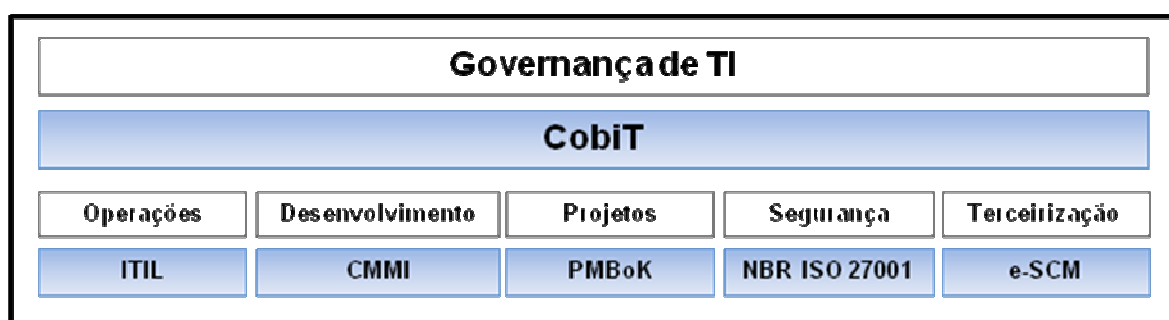 Governança de TI
CobiT
Operações Desenvolvimento Projetos Segurança Terceirização
ITIL CMMI PMBoK NBR ISO 27001 e-SCM